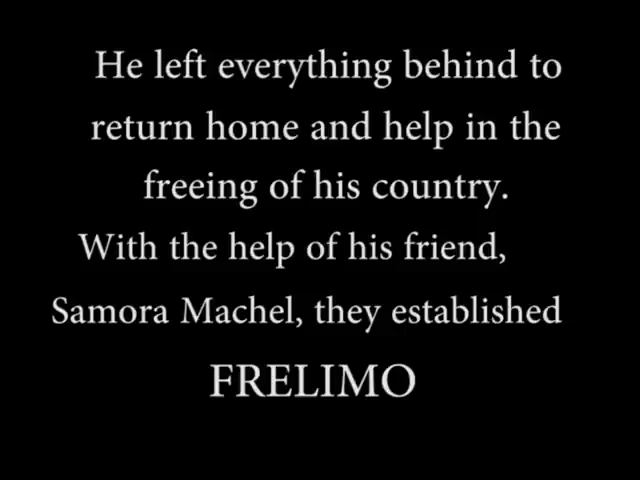 He left everything behind to
return home and help in the
freeing of his country.
With the help of his friend,
Samora Machel, they established
FRELIMO